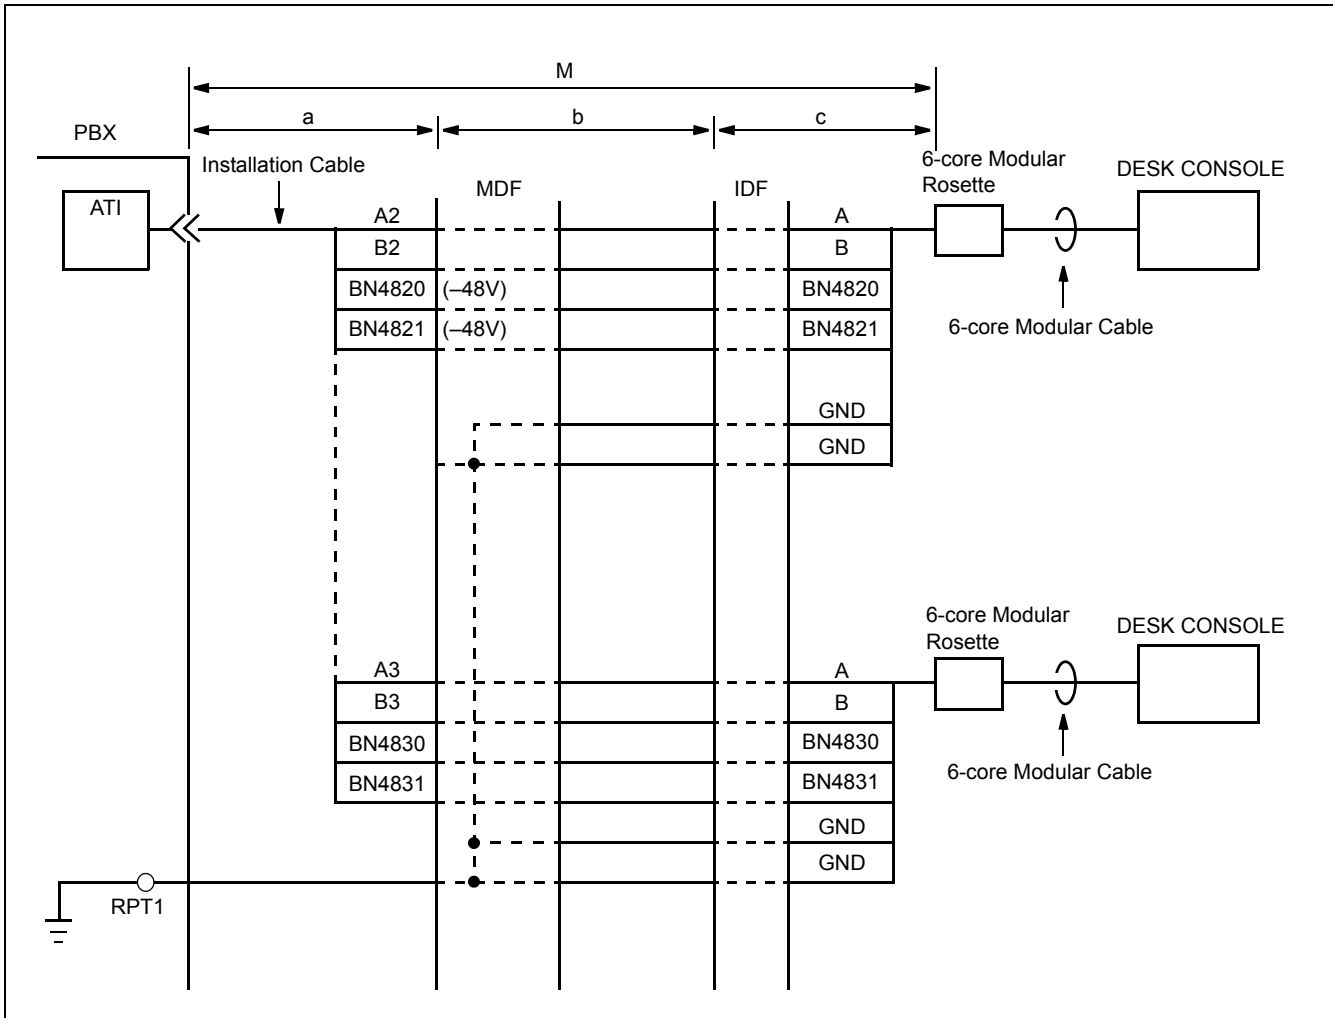 M
a
b
c
PBX
Installation Cable
6-core Modular
Rosette
DESK CONSOLE
ATI
MDF
IDF
A2
A
B2
B
BN4820
(–48V)
BN4820
BN4821
(–48V)
BN4821
6-core Modular Cable
GND
GND
6-core Modular
Rosette
DESK CONSOLE
A3
A
B3
B
BN4830
BN4830
BN4831
BN4831
6-core Modular Cable
GND
GND
RPT1